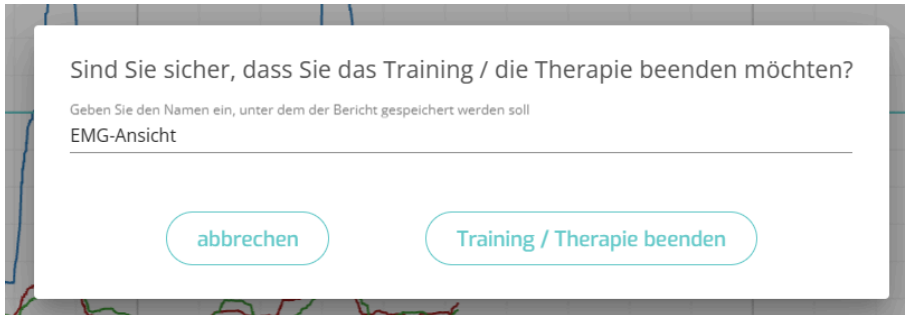 Sind Sie sicher, dass Sie das Training / die Therapie beenden möchten?
Geben Sie den Namen ein, unter dem der Bericht gespeichert werden soll
EMG-Ansicht
abbrechen
Training / Therapie beenden